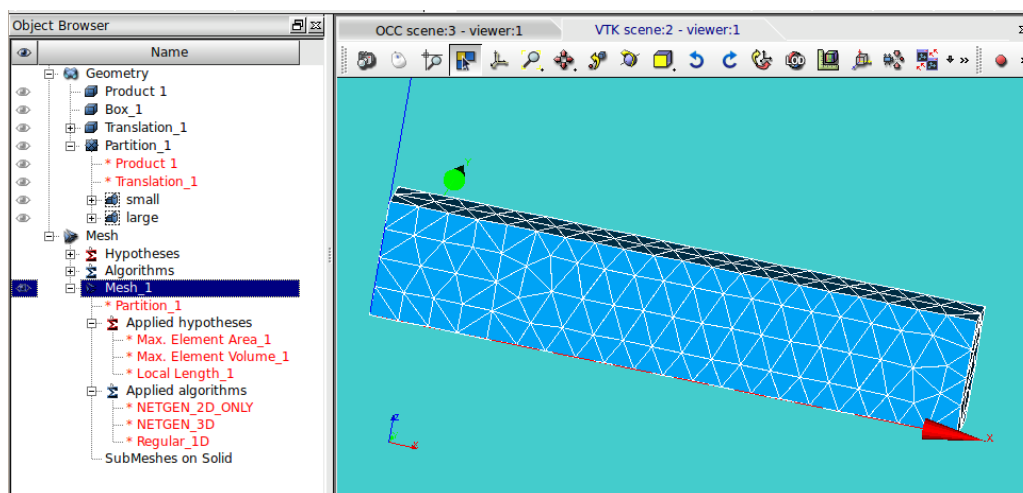 Object Browser
Name
Geometry
Product 1
Box_1
Translation_1
Partition_1
* Product 1
* Translation_1
small
large
Mesh
Hypotheses
Algorithms
Mesh_1
* Partition_1
Applied hypotheses
* Max. Element Area_1
* Max. Element Volume_1
* Local Length_1
Applied algorithms
* NETGEN_2D_ONLY
* NETGEN_3D
* Regular_1D
SubMeshes on Solid
OCC scene:3 - viewer:1
VTK scene:2 - viewer:1
LOD
X